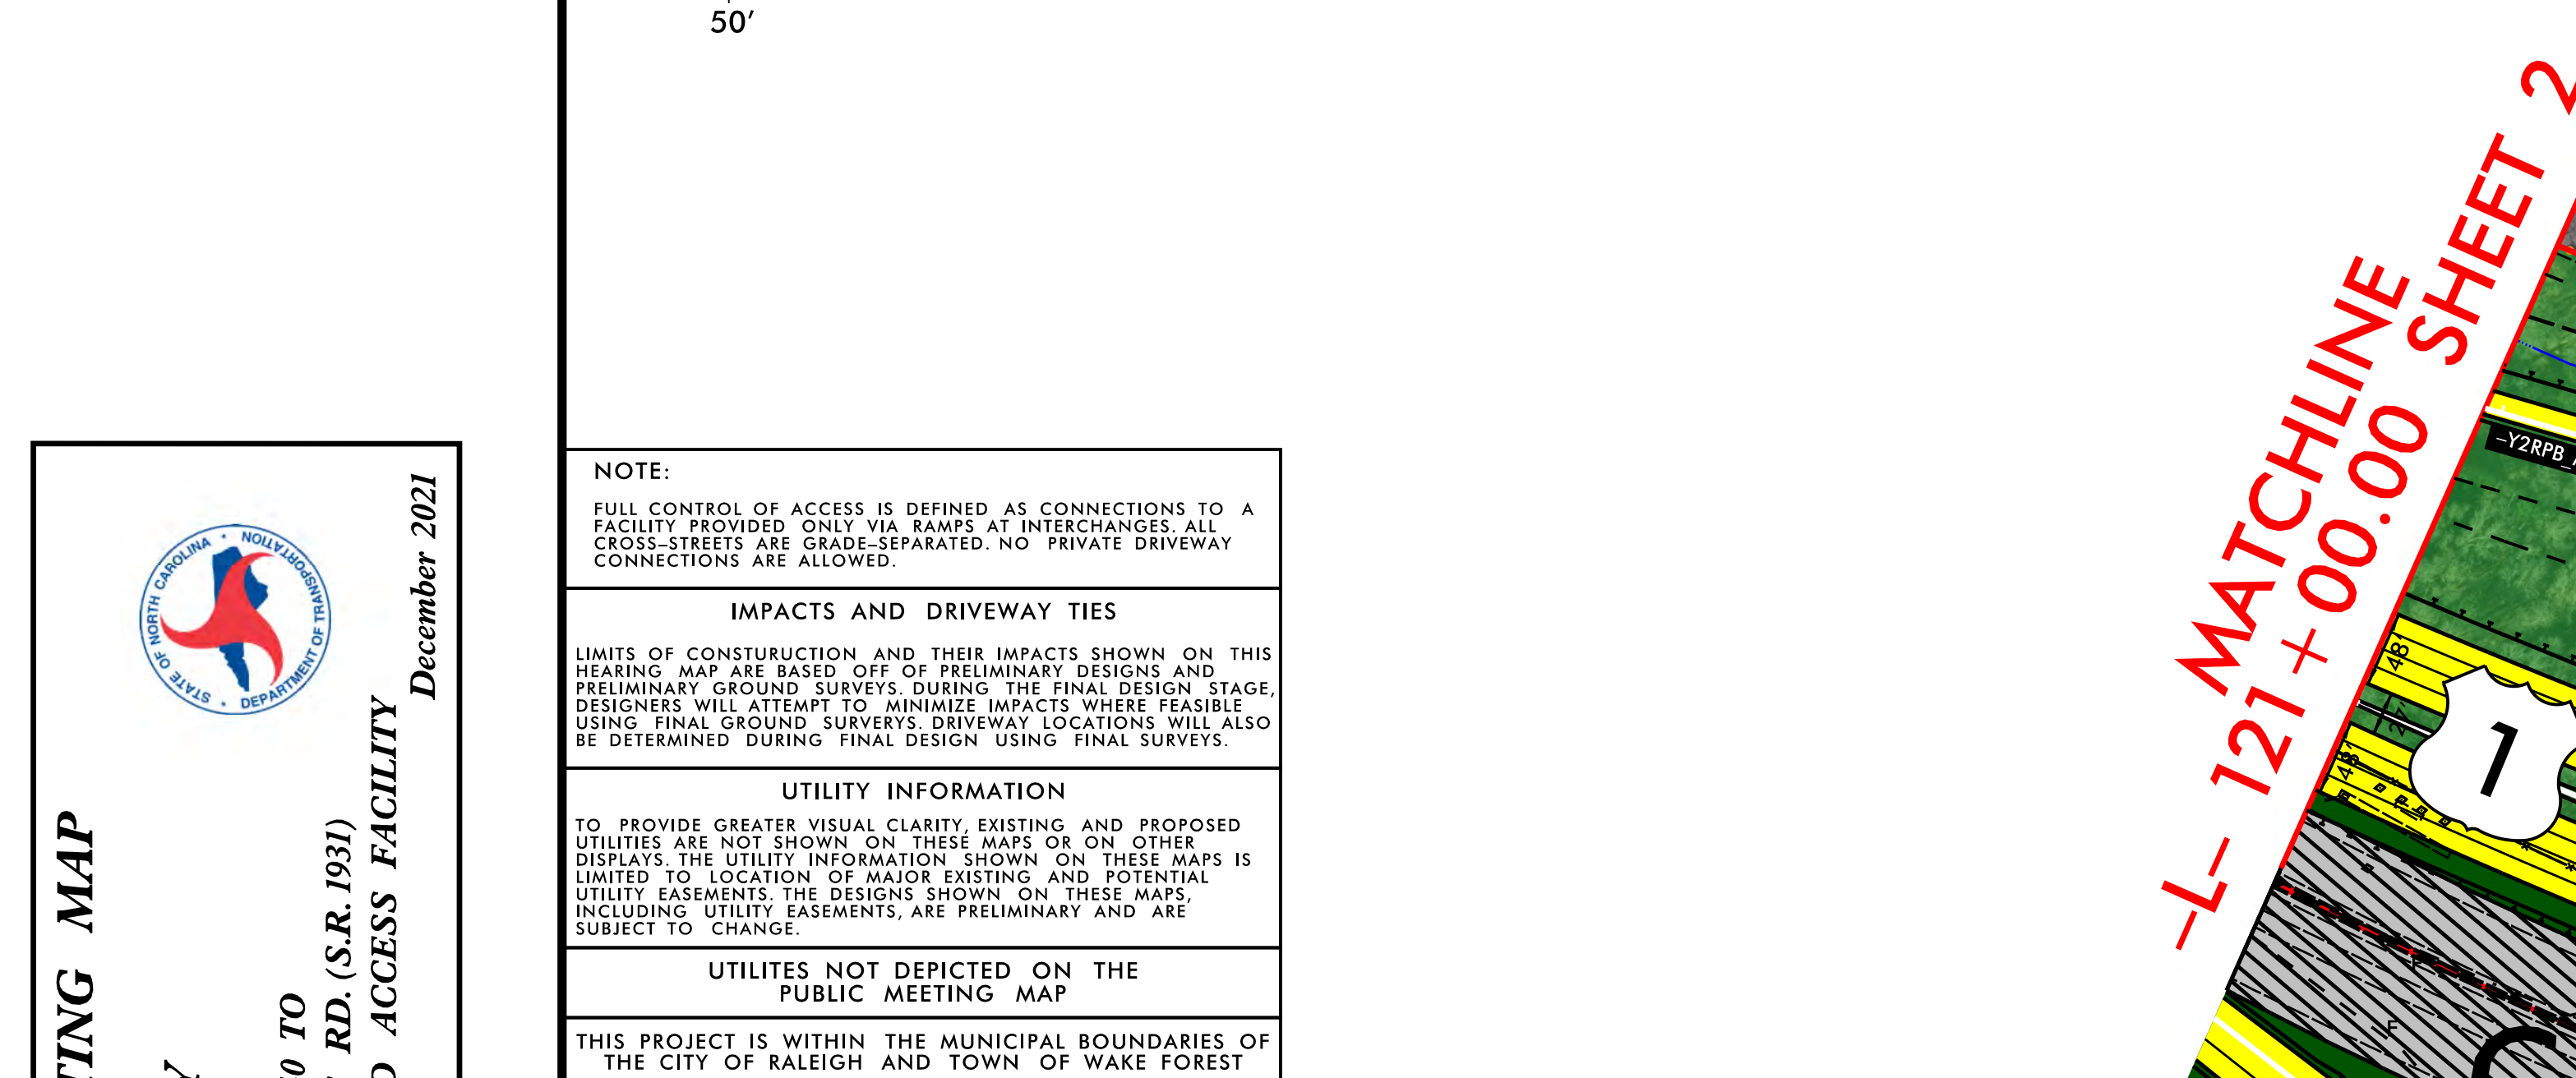 50'
STATE OF NORTH CAROLINA
DEPARTMENT OF TRANSPORTATION
December 2021
TING MAP
0 TO
RD. (S.R. 1931)
ACCESS FACILITY
NOTE:
FULL CONTROL OF ACCESS IS DEFINED AS CONNECTIONS TO A
FACILITY PROVIDED ONLY VIA RAMPS AT INTERCHANGES. ALL
CROSS-STREETS ARE GRADE-SEPARATED. NO PRIVATE DRIVEWAY
CONNECTIONS ARE ALLOWED.
IMPACTS AND DRIVEWAY TIES
LIMITS OF CONSTURUCTION AND THEIR IMPACTS SHOWN ON THIS
HEARING MAP ARE BASED OFF OF PRELIMINARY DESIGNS AND
PRELIMINARY GROUND SURVEYS. DURING THE FINAL DESIGN STAGE,
DESIGNERS WILL ATTEMPT TO MINIMIZE IMPACTS WHERE FEASIBLE
USING FINAL GROUND SURVERYS. DRIVEWAY LOCATIONS WILL ALSO
BE DETERMINED DURING FINAL DESIGN USING FINAL SURVEYS.
UTILITY INFORMATION
TO PROVIDE GREATER VISUAL CLARITY, EXISTING AND PROPOSED
UTILITIES ARE NOT SHOWN ON THESE MAPS OR ON OTHER
DISPLAYS. THE UTILITY INFORMATION SHOWN ON THESE MAPS IS
LIMITED TO LOCATION OF MAJOR EXISTING AND POTENTIAL
UTILITY EASEMENTS. THE DESIGNS SHOWN ON THESE MAPS,
INCLUDING UTILITY EASEMENTS, ARE PRELIMINARY AND ARE
SUBJECT TO CHANGE.
UTILITES NOT DEPICTED ON THE
PUBLIC MEETING MAP
THIS PROJECT IS WITHIN THE MUNICIPAL BOUNDARIES OF
THE CITY OF RALEIGH AND TOWN OF WAKE FOREST
MATCHLINE
-L- 121+00.00 SHEET 2
-Y2RPB_
48'
27'
48'
1
F
F